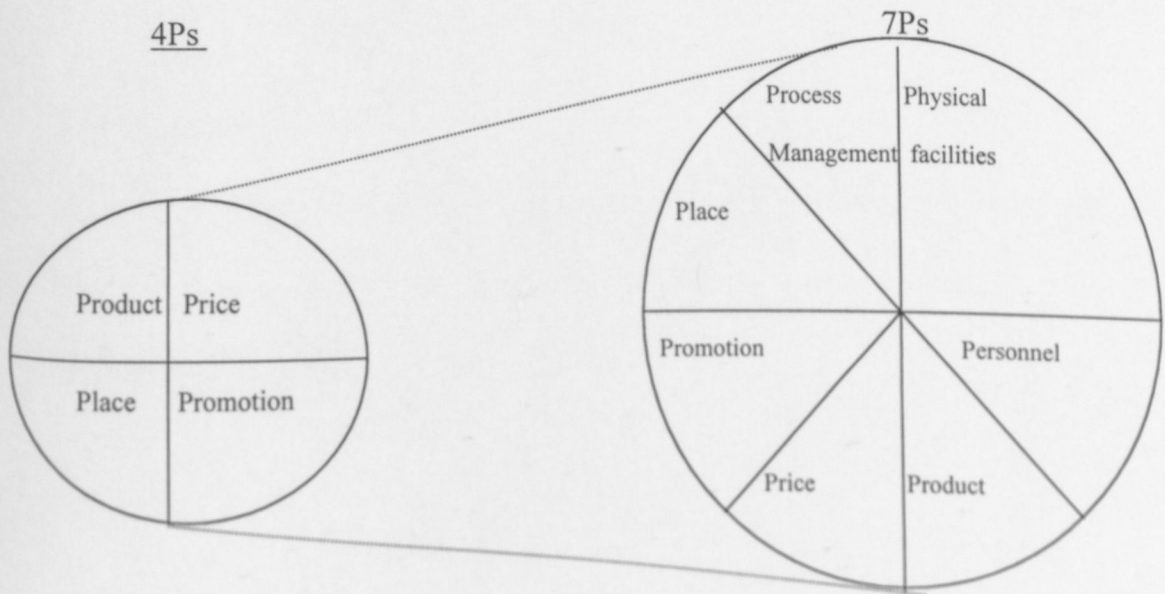 4Ps
7Ps
Process
Management
Physical
facilities
Place
Promotion
Personnel
Price
Product
Product
Price
Place
Promotion